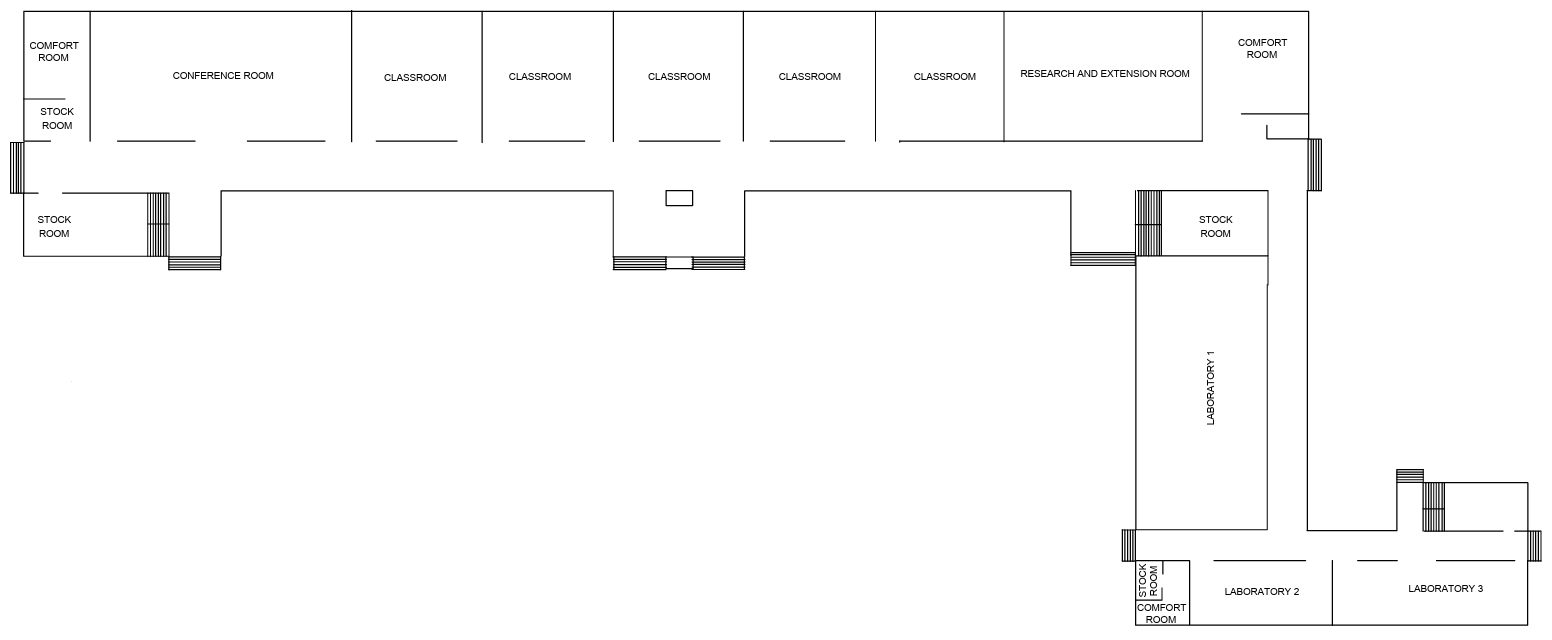 COMFORT
ROOM
CONFERENCE ROOM
CLASSROOM
CLASSROOM
CLASSROOM
CLASSROOM
CLASSROOM
RESEARCH AND EXTENSION ROOM
COMFORT
ROOM
STOCK
ROOM
STOCK
ROOM
STOCK
ROOM
LABORATORY 1
STOCK
ROOM
COMFORT
ROOM
LABORATORY 2
LABORATORY 3